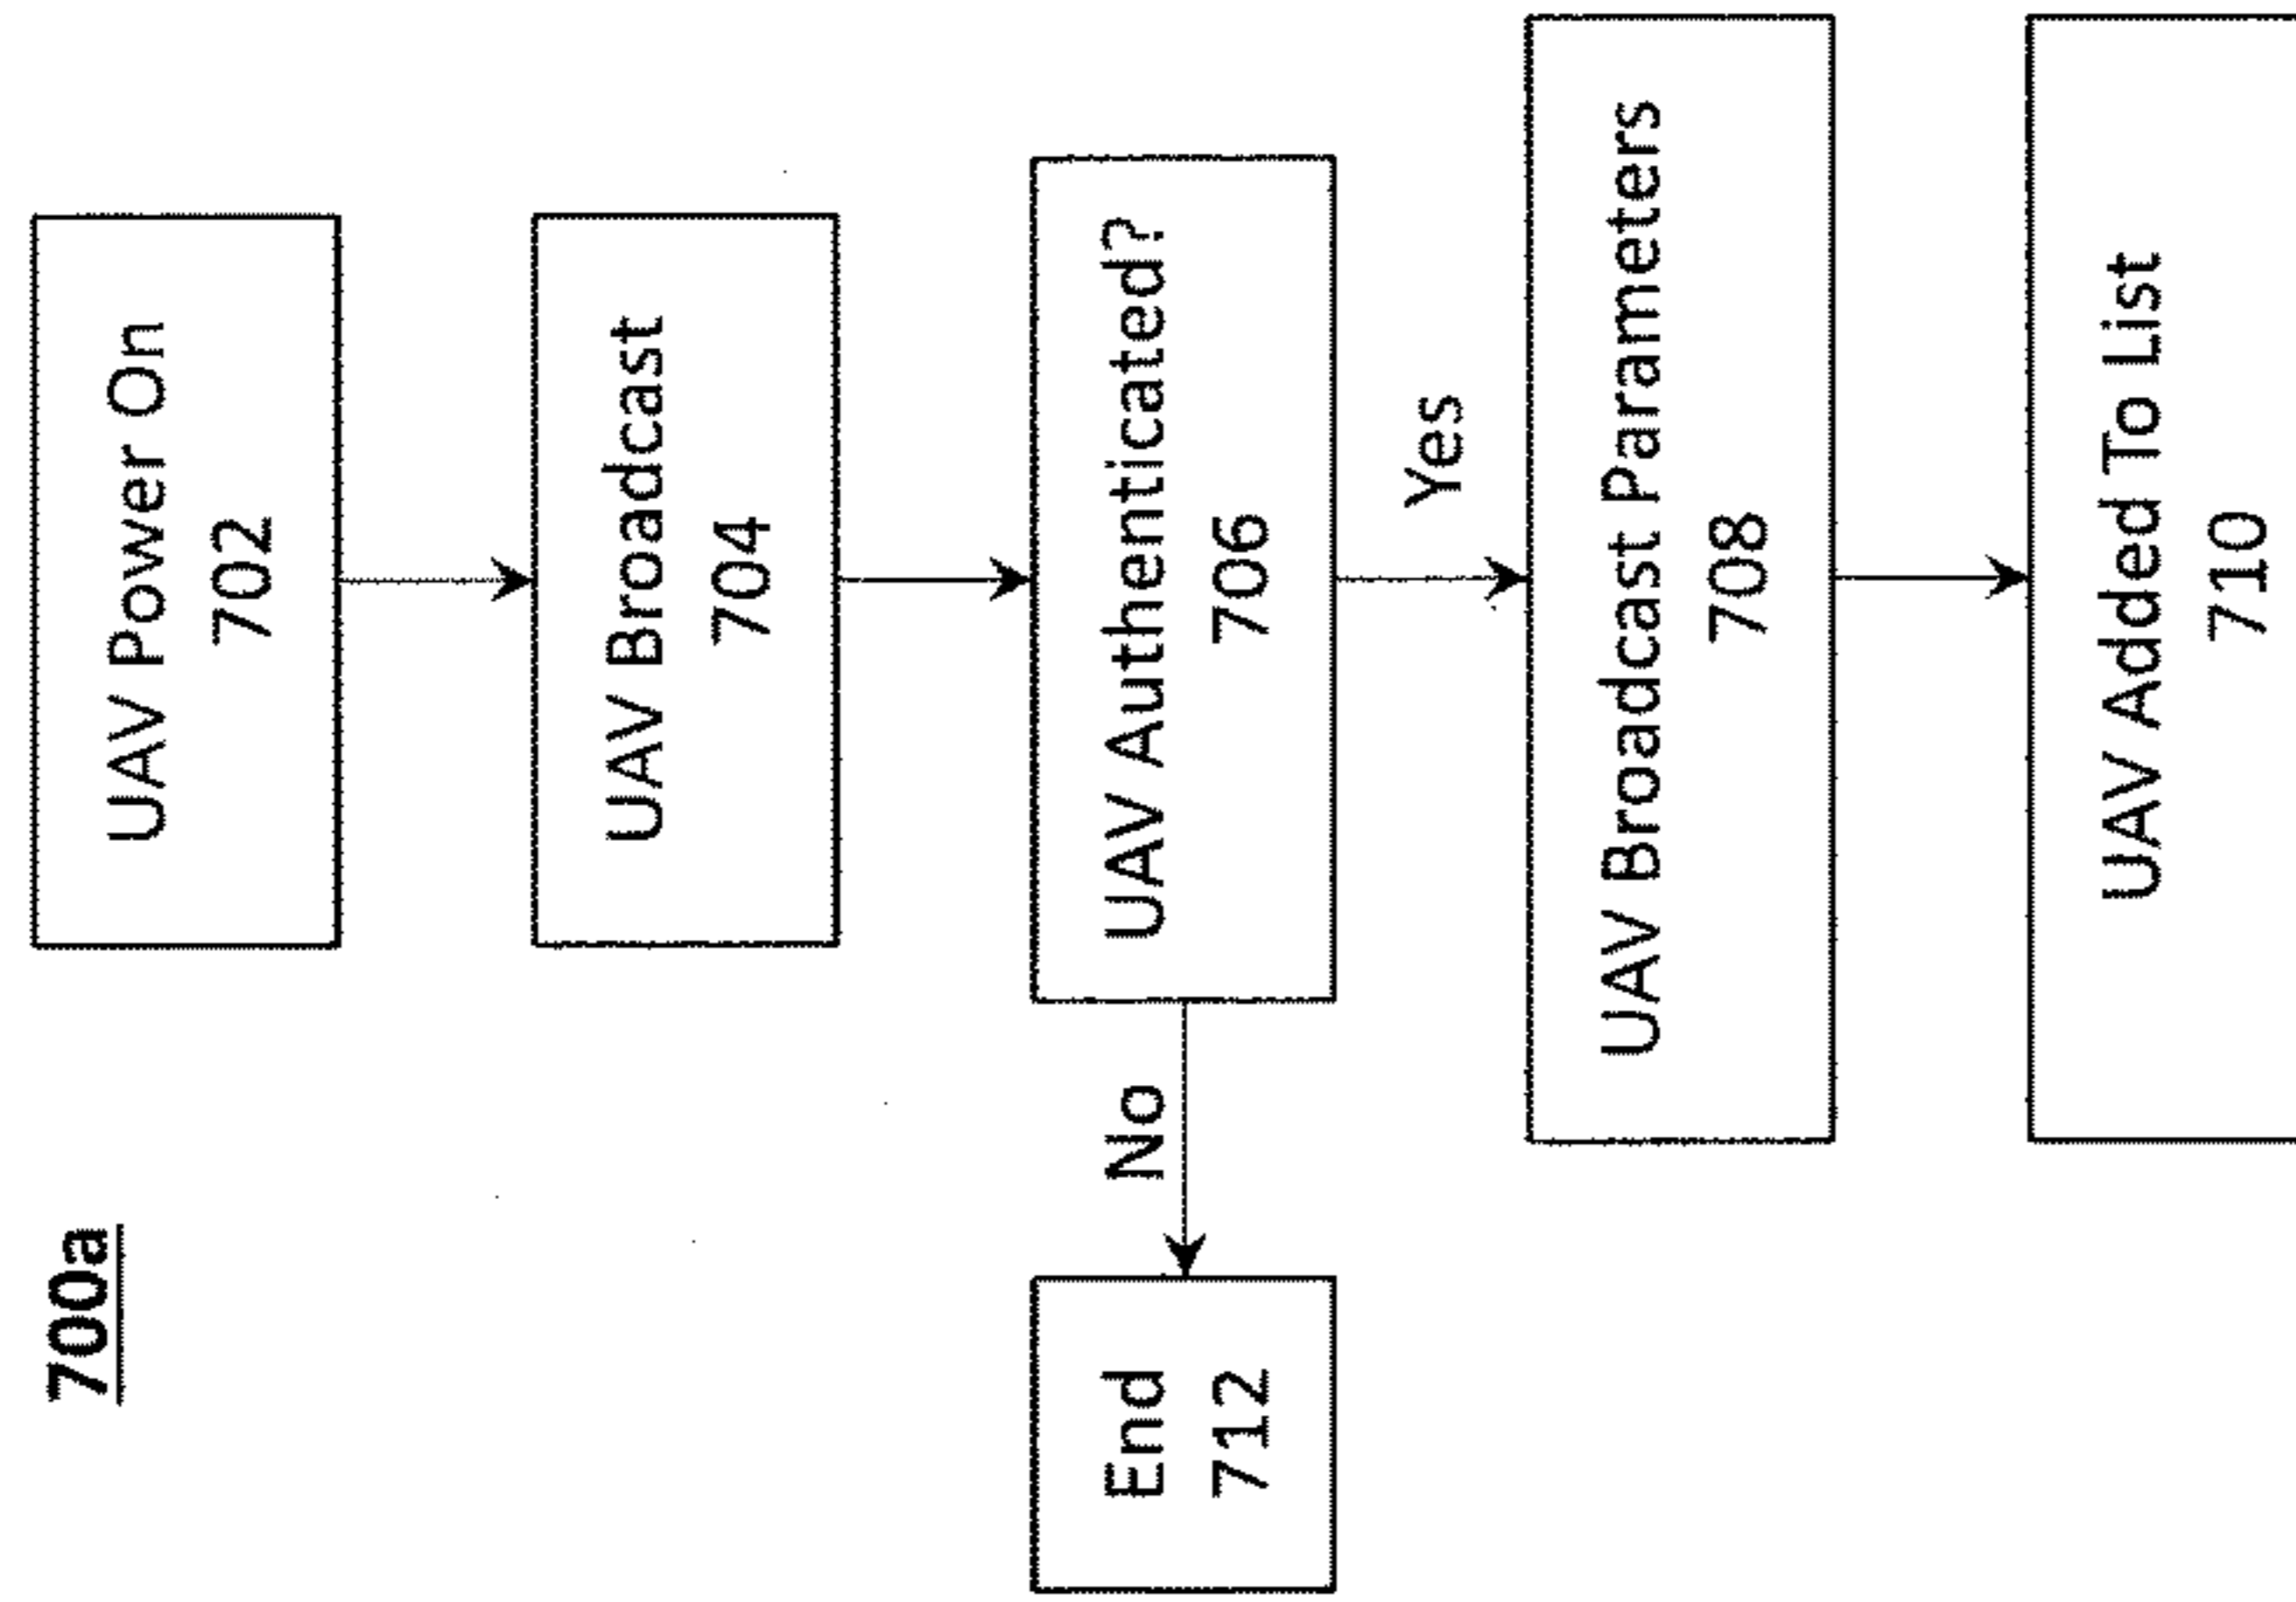 700a
UAV Power On
702
UAV Broadcast
704
UAV Authenticated?
706
No
End
712
Yes
UAV Broadcast Parameters
708
UAV Added To List
710